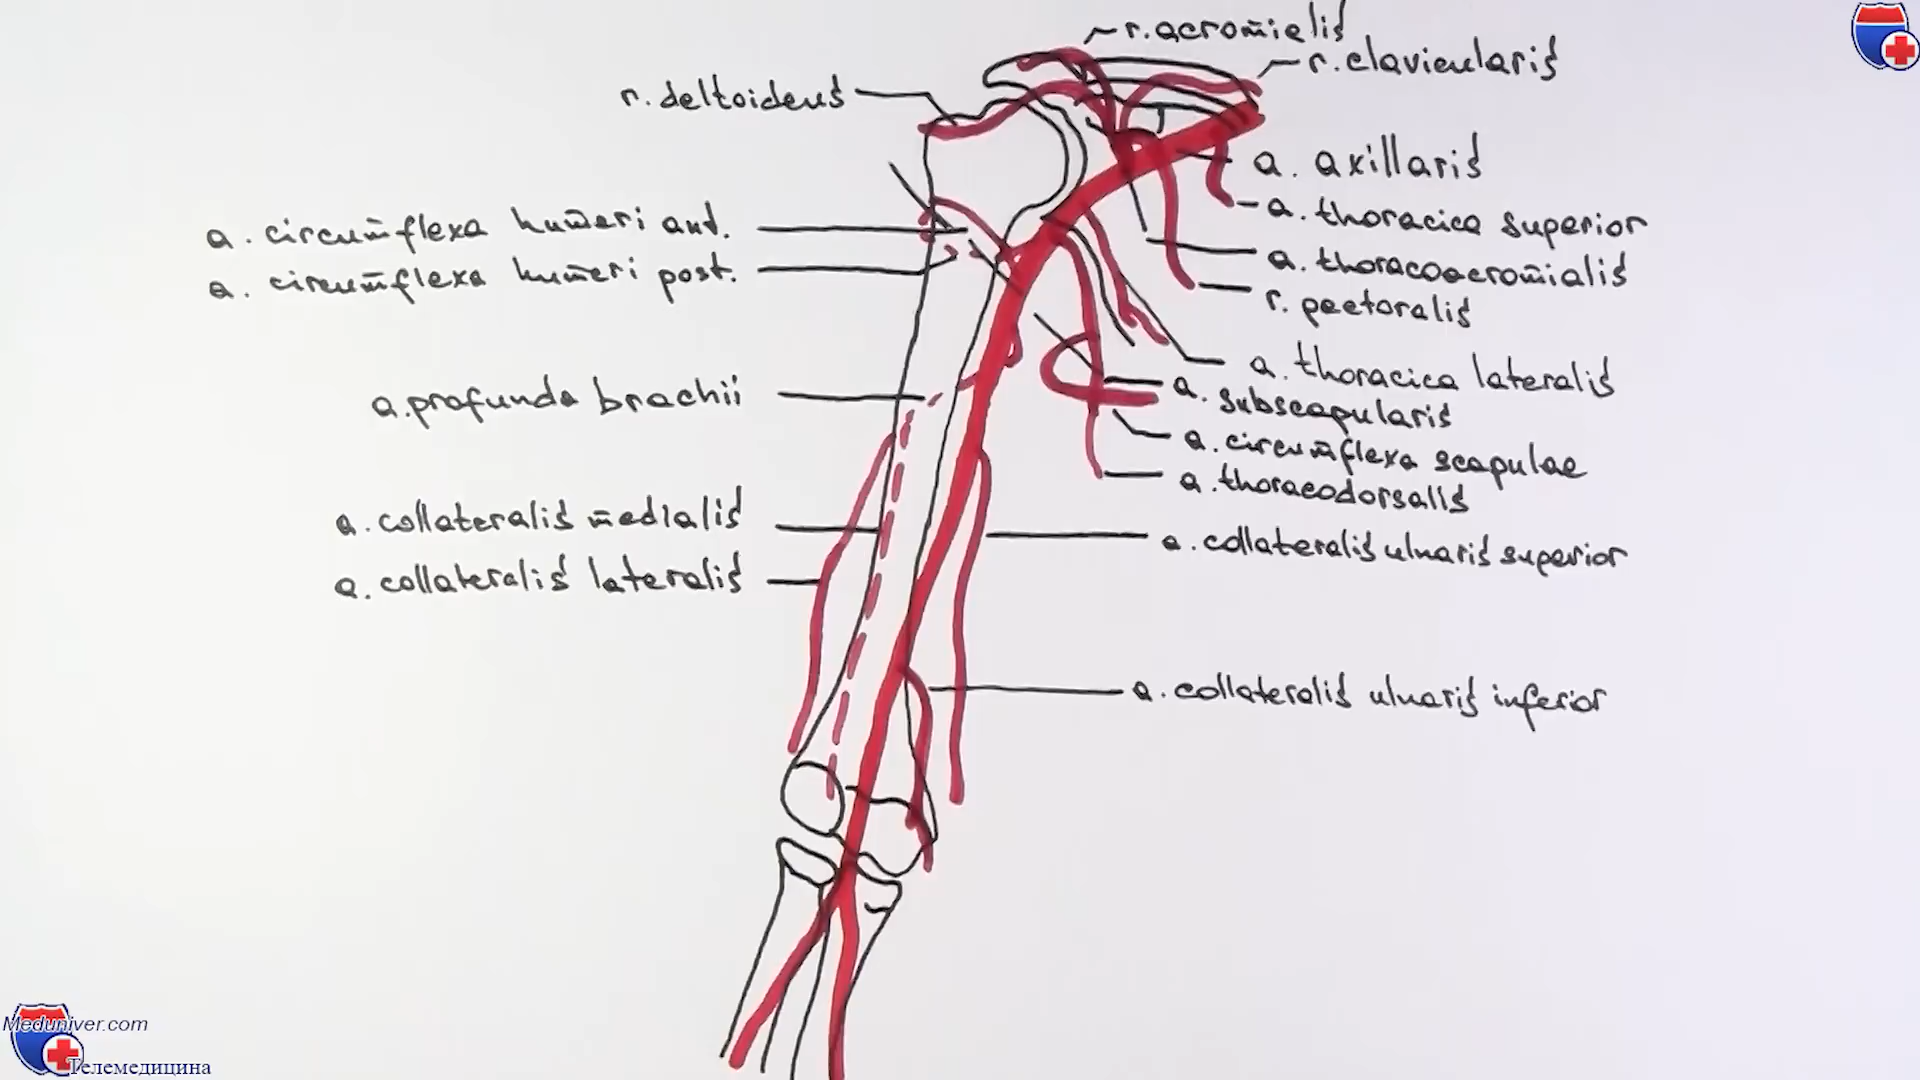 r. acromialis
r. clavicularis
r. deltoideus
a. axillaris
a. thoracica superior
a. circumflexa humeri ant.
a. thoracoacromialis
a. circumflexa humeri post.
r. pectoralis
a. thoracica lateralis
a. profunda brachii
a. subscapularis
a. circumflexa scapulae
a. thoracodorsalis
a. collateralis medialis
a. collateralis ulnaris superior
a. collateralis lateralis
a. collateralis ulnaris inferior
Meduniver.com
Телемедицина